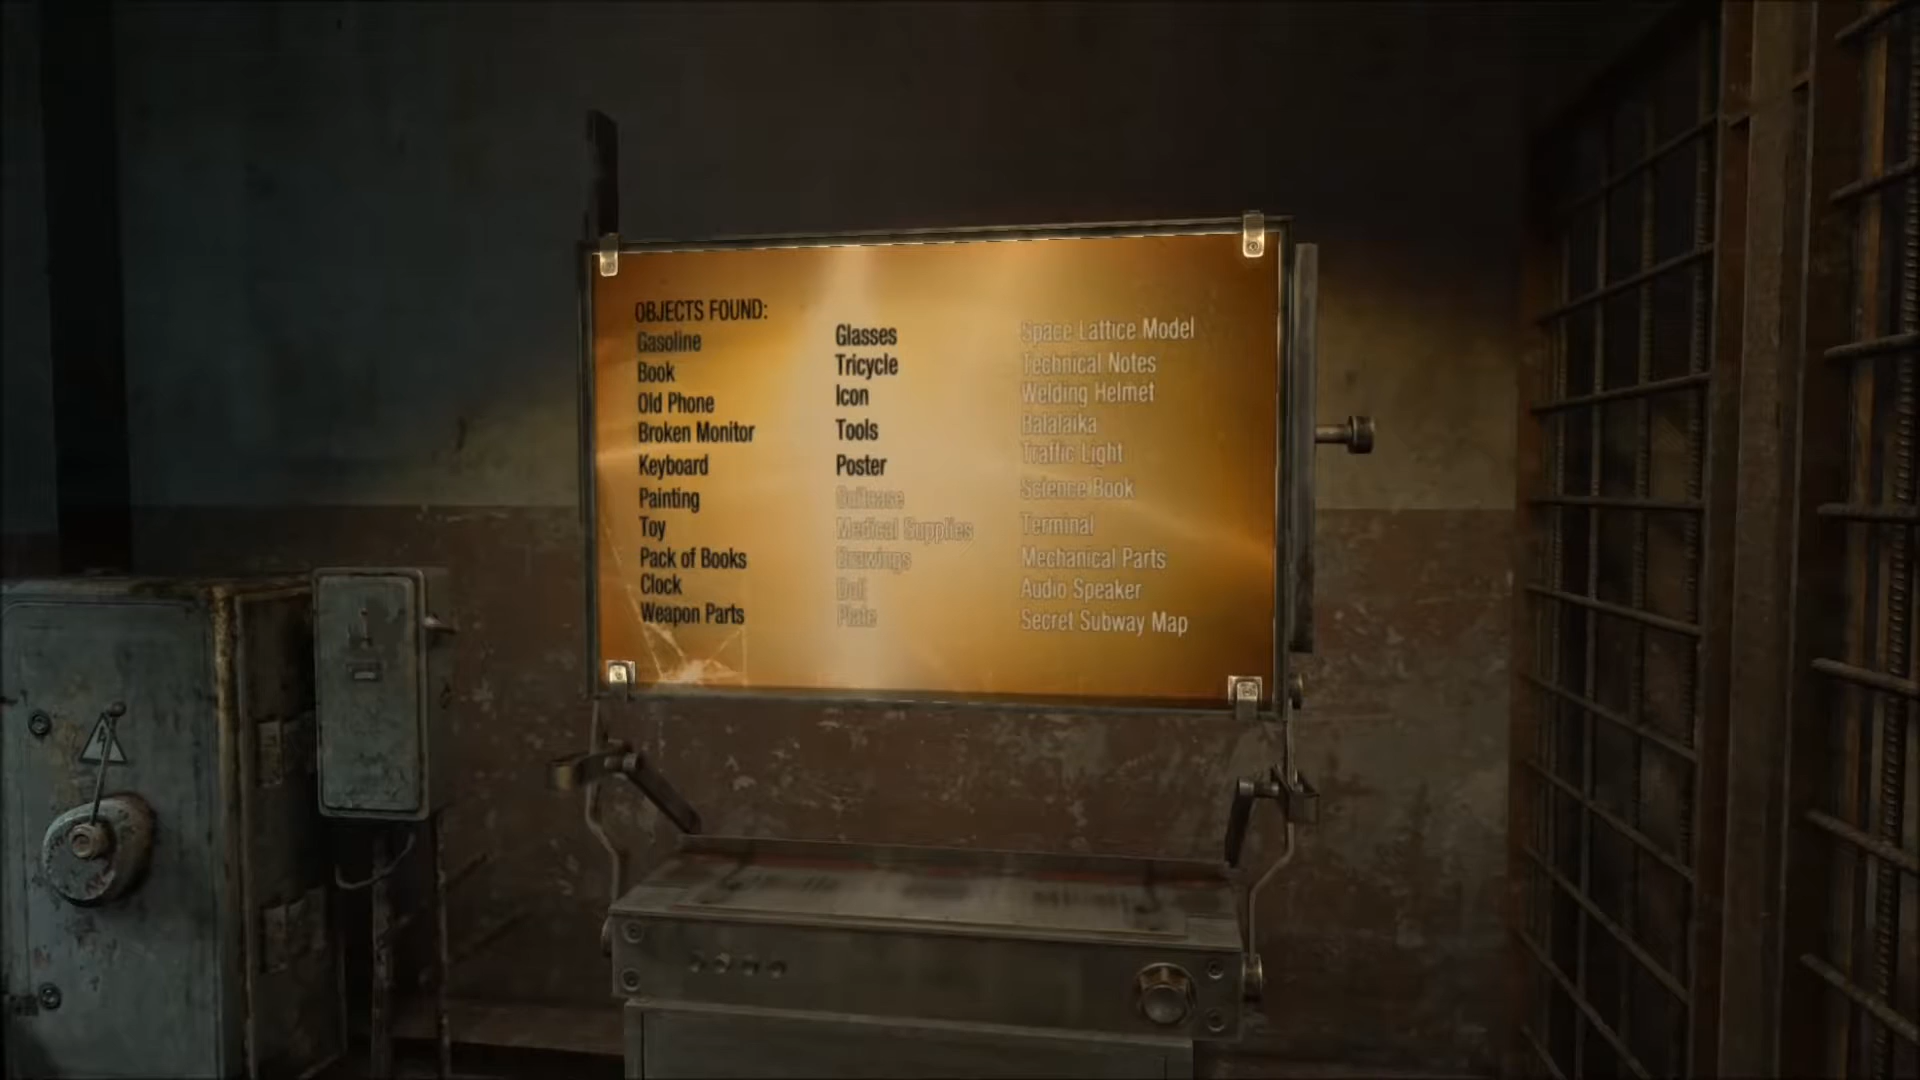 OBJECTS FOUND:
Gasoline
Book
Old Phone
Broken Monitor
Keyboard
Painting
Toy
Pack of Books
Clock
Weapon Parts
Glasses
Tricycle
Icon
Tools
Poster
Suitcase
Medical Supplies
Drawings
Doll
Plate
Space Lattice Model
Technical Notes
Welding Helmet
Balalaika
Traffic Light
Science Book
Terminal
Mechanical Parts
Audio Speaker
Secret Subway Map